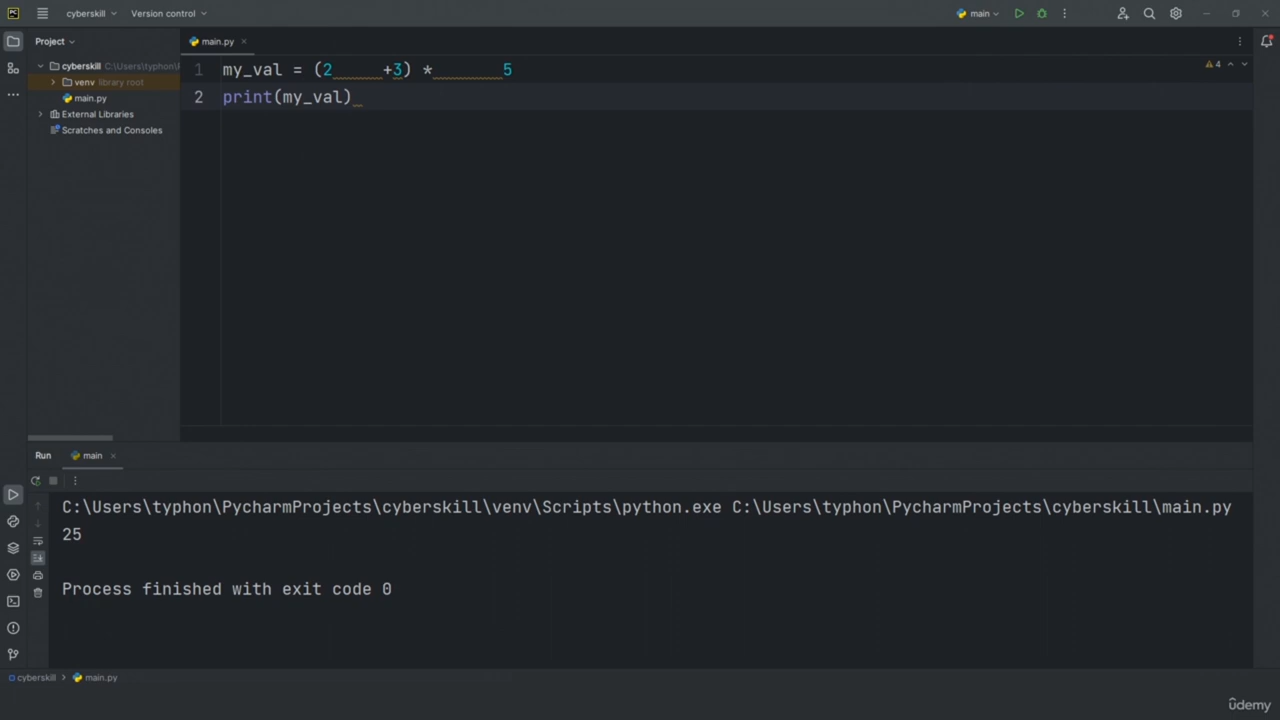 PC cyberskill Version control main
Project main.py
cyberskill C:\Users\typhon\P
venv library root
main.py
External Libraries
Scratches and Consoles
1 my_val = (2     +3) *       5
2 print(my_val)
4
Run main
C:\Users\typhon\PycharmProjects\cyberskill\venv\Scripts\python.exe C:\Users\typhon\PycharmProjects\cyberskill\main.py
25
Process finished with exit code 0
cyberskill > main.py
udemy